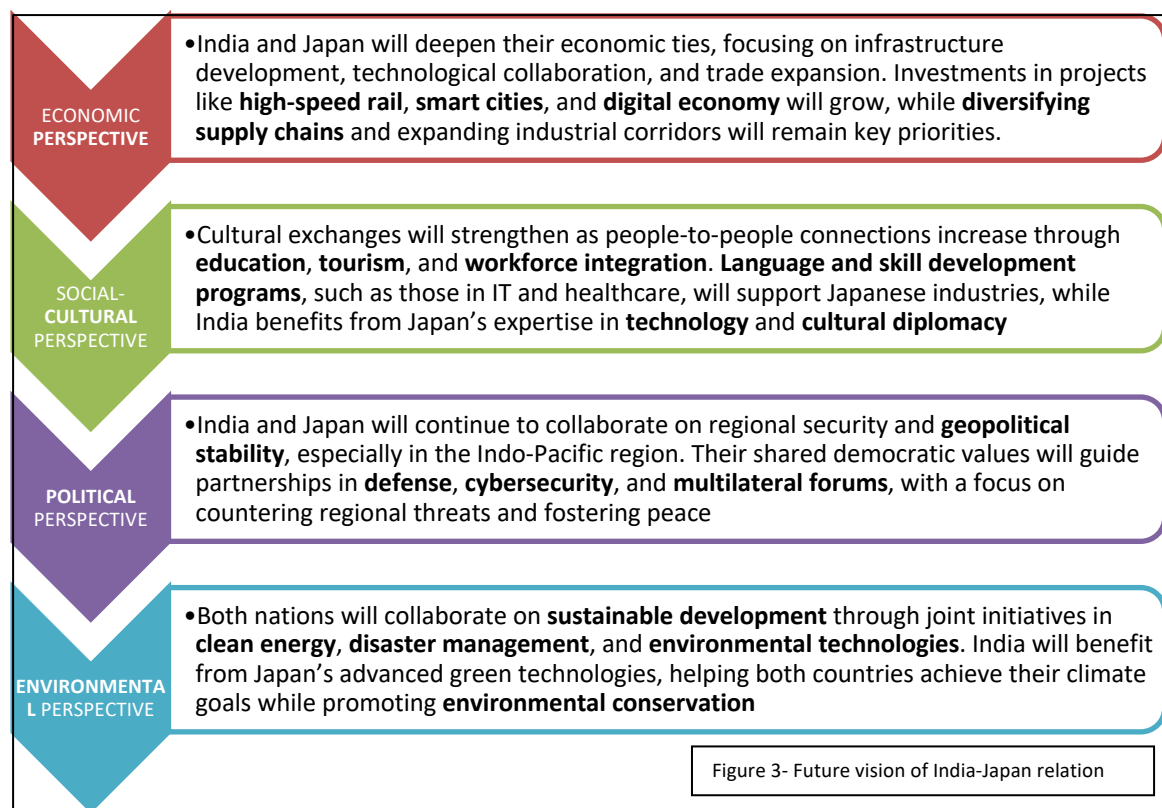 ECONOMIC
PERSPECTIVE
•India and Japan will deepen their economic ties, focusing on infrastructure
development, technological collaboration, and trade expansion. Investments in projects
like high-speed rail, smart cities, and digital economy will grow, while diversifying
supply chains and expanding industrial corridors will remain key priorities.
SOCIAL-
CULTURAL
PERSPECTIVE
•Cultural exchanges will strengthen as people-to-people connections increase through
education, tourism, and workforce integration. Language and skill development
programs, such as those in IT and healthcare, will support Japanese industries, while
India benefits from Japan’s expertise in technology and cultural diplomacy
POLITICAL
PERSPECTIVE
•India and Japan will continue to collaborate on regional security and geopolitical
stability, especially in the Indo-Pacific region. Their shared democratic values will guide
partnerships in defense, cybersecurity, and multilateral forums, with a focus on
countering regional threats and fostering peace
ENVIRONMENTA
L PERSPECTIVE
•Both nations will collaborate on sustainable development through joint initiatives in
clean energy, disaster management, and environmental technologies. India will benefit
from Japan’s advanced green technologies, helping both countries achieve their climate
goals while promoting environmental conservation
Figure 3- Future vision of India-Japan relation